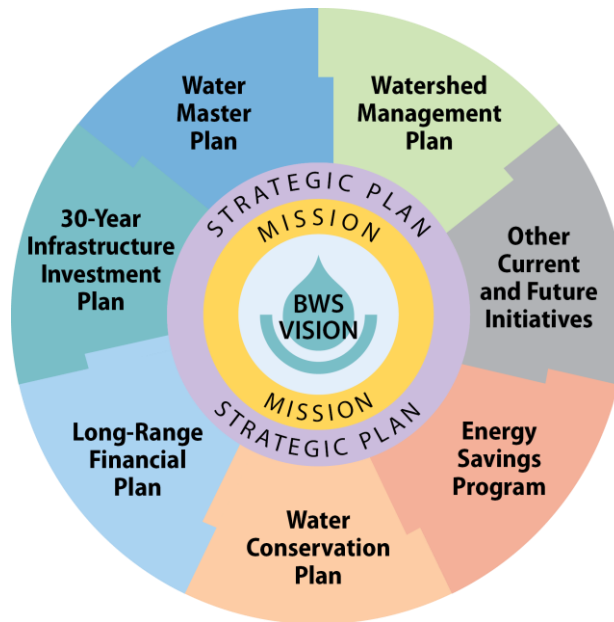 Water
Master
Plan
Watershed
Management
Plan
30-Year
Infrastructure
Investment
Plan
STRATEGIC PLAN
MISSION
BWS
VISION
MISSION
STRATEGIC PLAN
Other
Current
and Future
Initiatives
Long-Range
Financial
Plan
Energy
Savings
Program
Water
Conservation
Plan